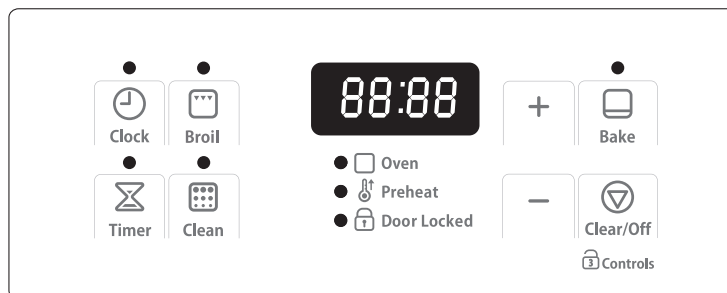 88:88
Clock Broil
+ Bake
Oven
Preheat
Door Locked
Timer Clean
- Clear/Off
3 Controls